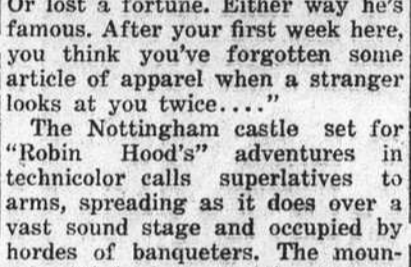 Or lost a fortune. Either way he's
famous. After your first week here,
you think you've forgotten some
article of apparel when a stranger
looks at you twice...."
The Nottingham castle set for
"Robin Hood's" adventures in
technicolor calls superlatives to
arms, spreading as it does over a
vast sound stage and occupied by
hordes of banqueters. The moun-